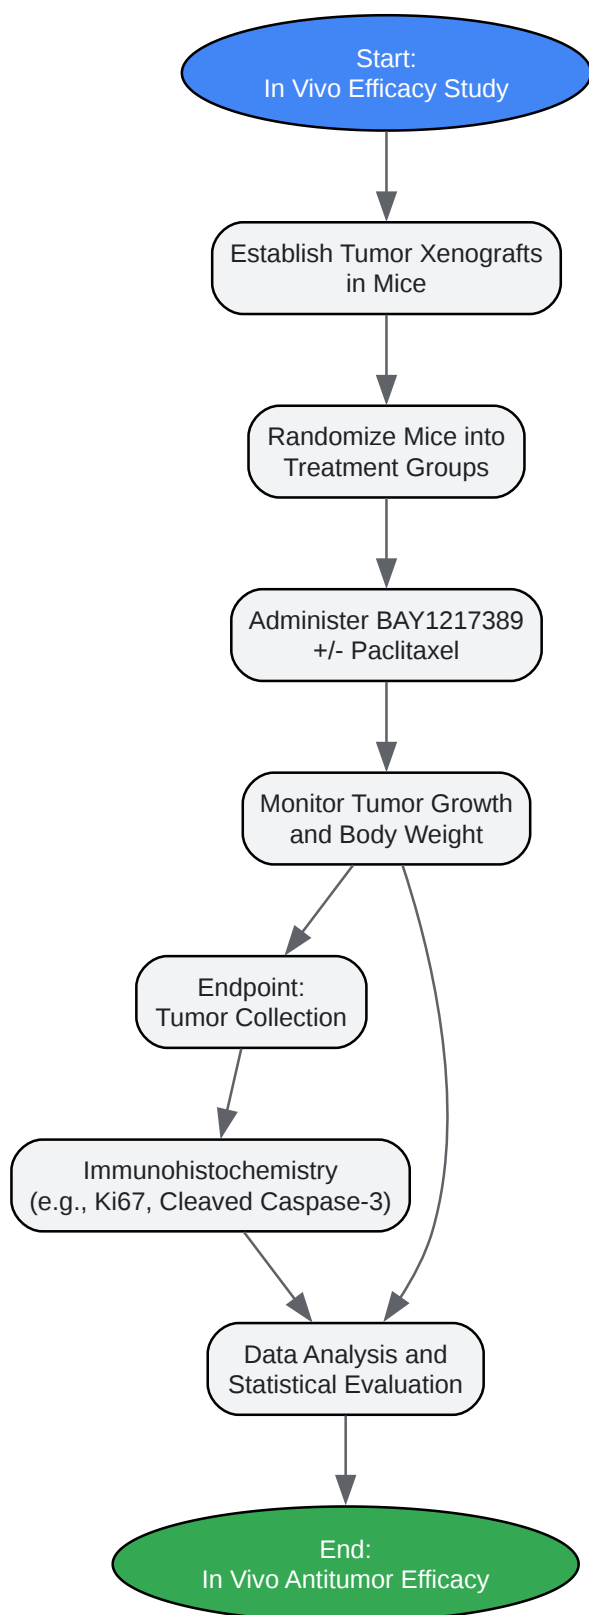 Start:
In Vivo Efficacy Study
Establish Tumor Xenografts
in Mice
Randomize Mice into
Treatment Groups
Administer BAY1217389
+/- Paclitaxel
Monitor Tumor Growth
and Body Weight
Endpoint:
Tumor Collection
Immunohistochemistry
(e.g., Ki67, Cleaved Caspase-3)
Data Analysis and
Statistical Evaluation
End:
In Vivo Antitumor Efficacy